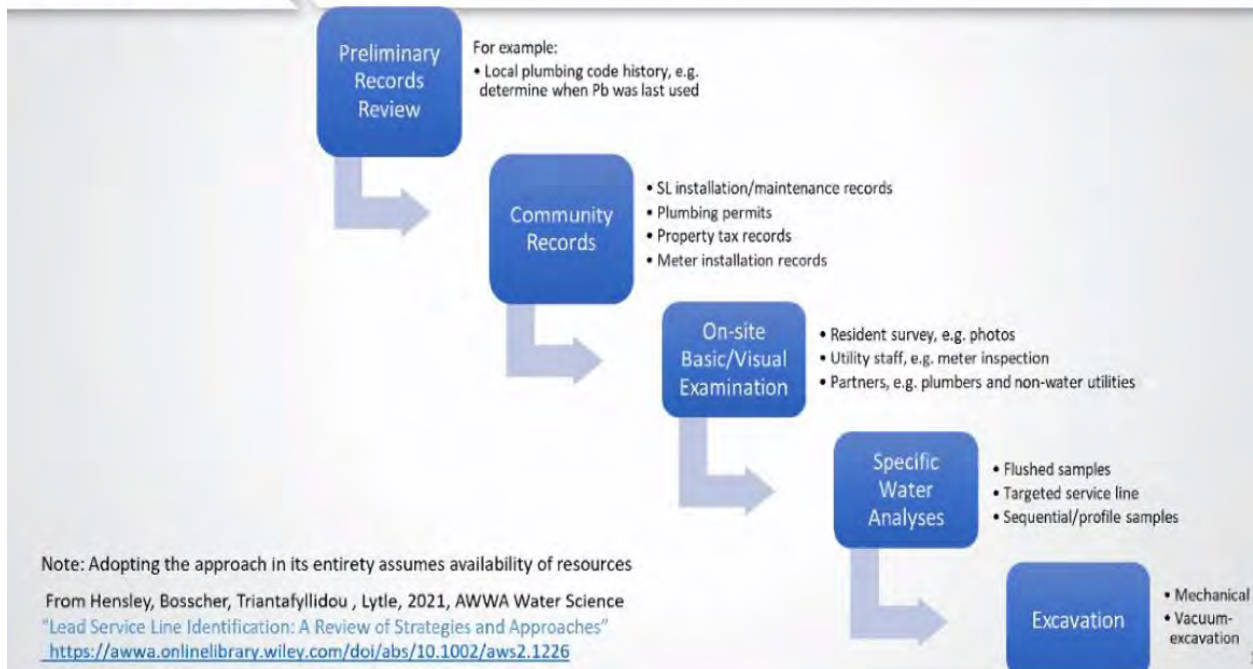 Preliminary
Records
Review
For example:
• Local plumbing code history, e.g.
determine when Pb was last used
Community
Records
• SL installation/maintenance records
• Plumbing permits
• Property tax records
• Meter installation records
On-site
Basic/Visual
Examination
• Resident survey, e.g. photos
• Utility staff, e.g. meter inspection
• Partners, e.g. plumbers and non-water utilities
Specific
Water
Analyses
• Flushed samples
• Targeted service line
• Sequential/profile samples
Excavation
• Mechanical
• Vacuum-
excavation
Note: Adopting the approach in its entirety assumes availability of resources
From Hensley, Bosscher, Triantafyllidou , Lytle, 2021, AWWA Water Science
"Lead Service Line Identification: A Review of Strategies and Approaches"
https://awwa.onlinelibrary.wiley.com/doi/abs/10.1002/aws2.1226